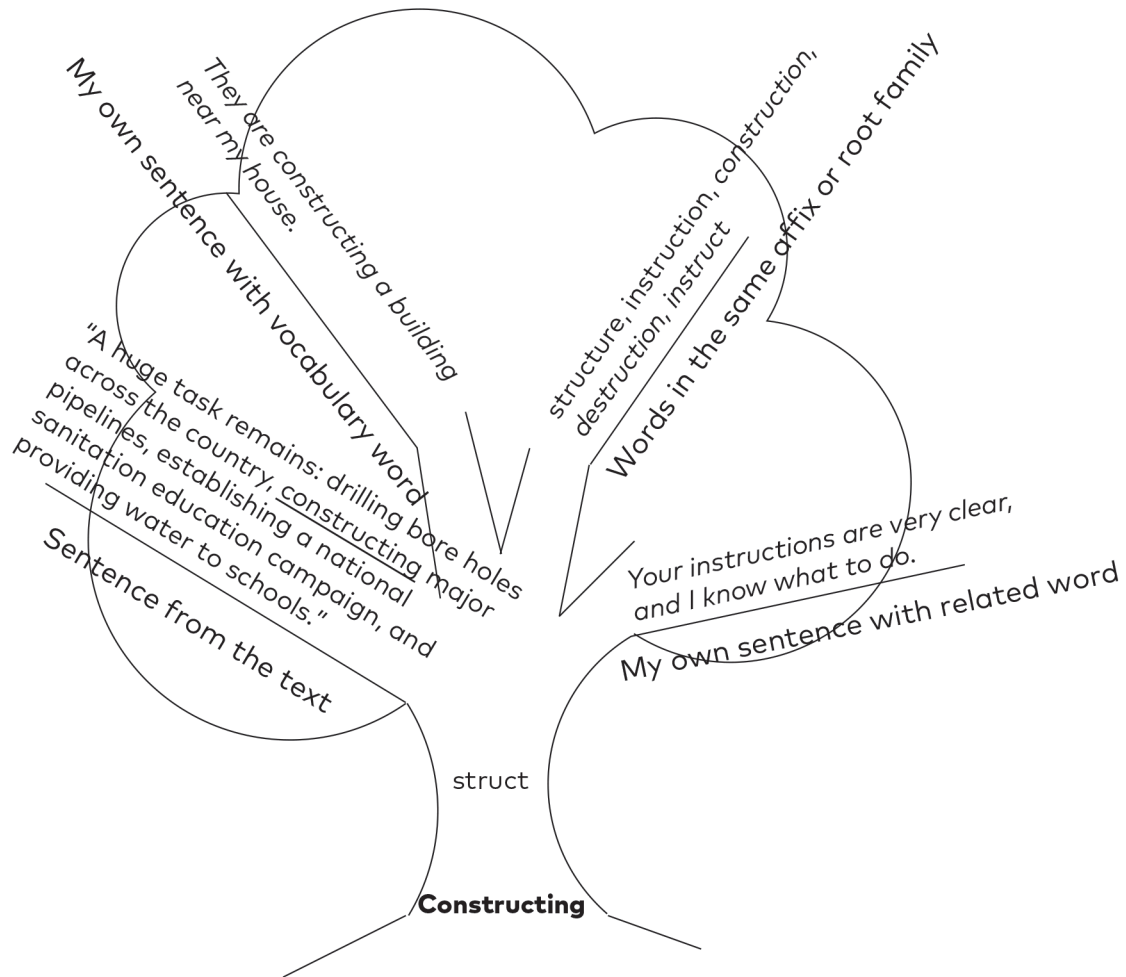 My own sentence with vocabulary word
They are constructing a building
near my house.
structure, instruction, construction,
destruction, instruct
Words in the same affix or root family
"A huge task remains: drilling bore holes
across the country, constructing major
pipelines, establishing a national
sanitation education campaign, and
providing water to schools."
Sentence from the text
Your instructions are very clear,
and I know what to do.
My own sentence with related word
struct
Constructing